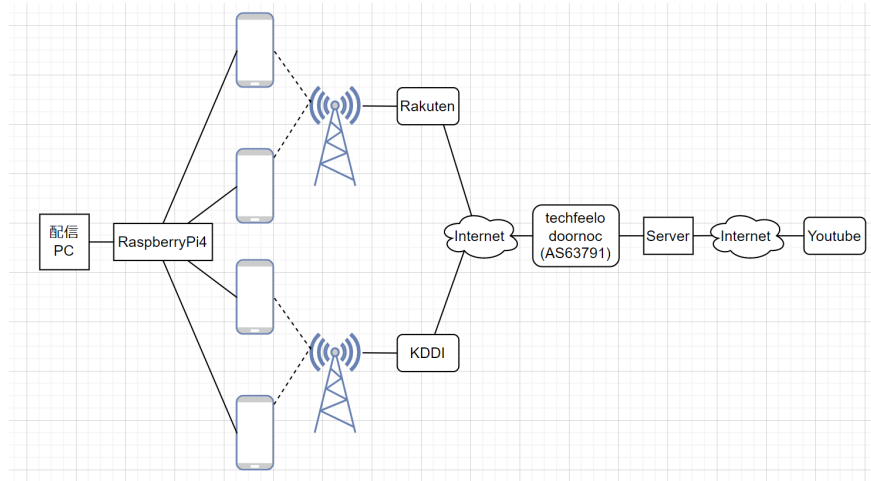 配信
PC
RaspberryPi4
Rakuten
KDDI
Internet
techfeelo
doornoc
(AS63791)
Server
Internet
Youtube